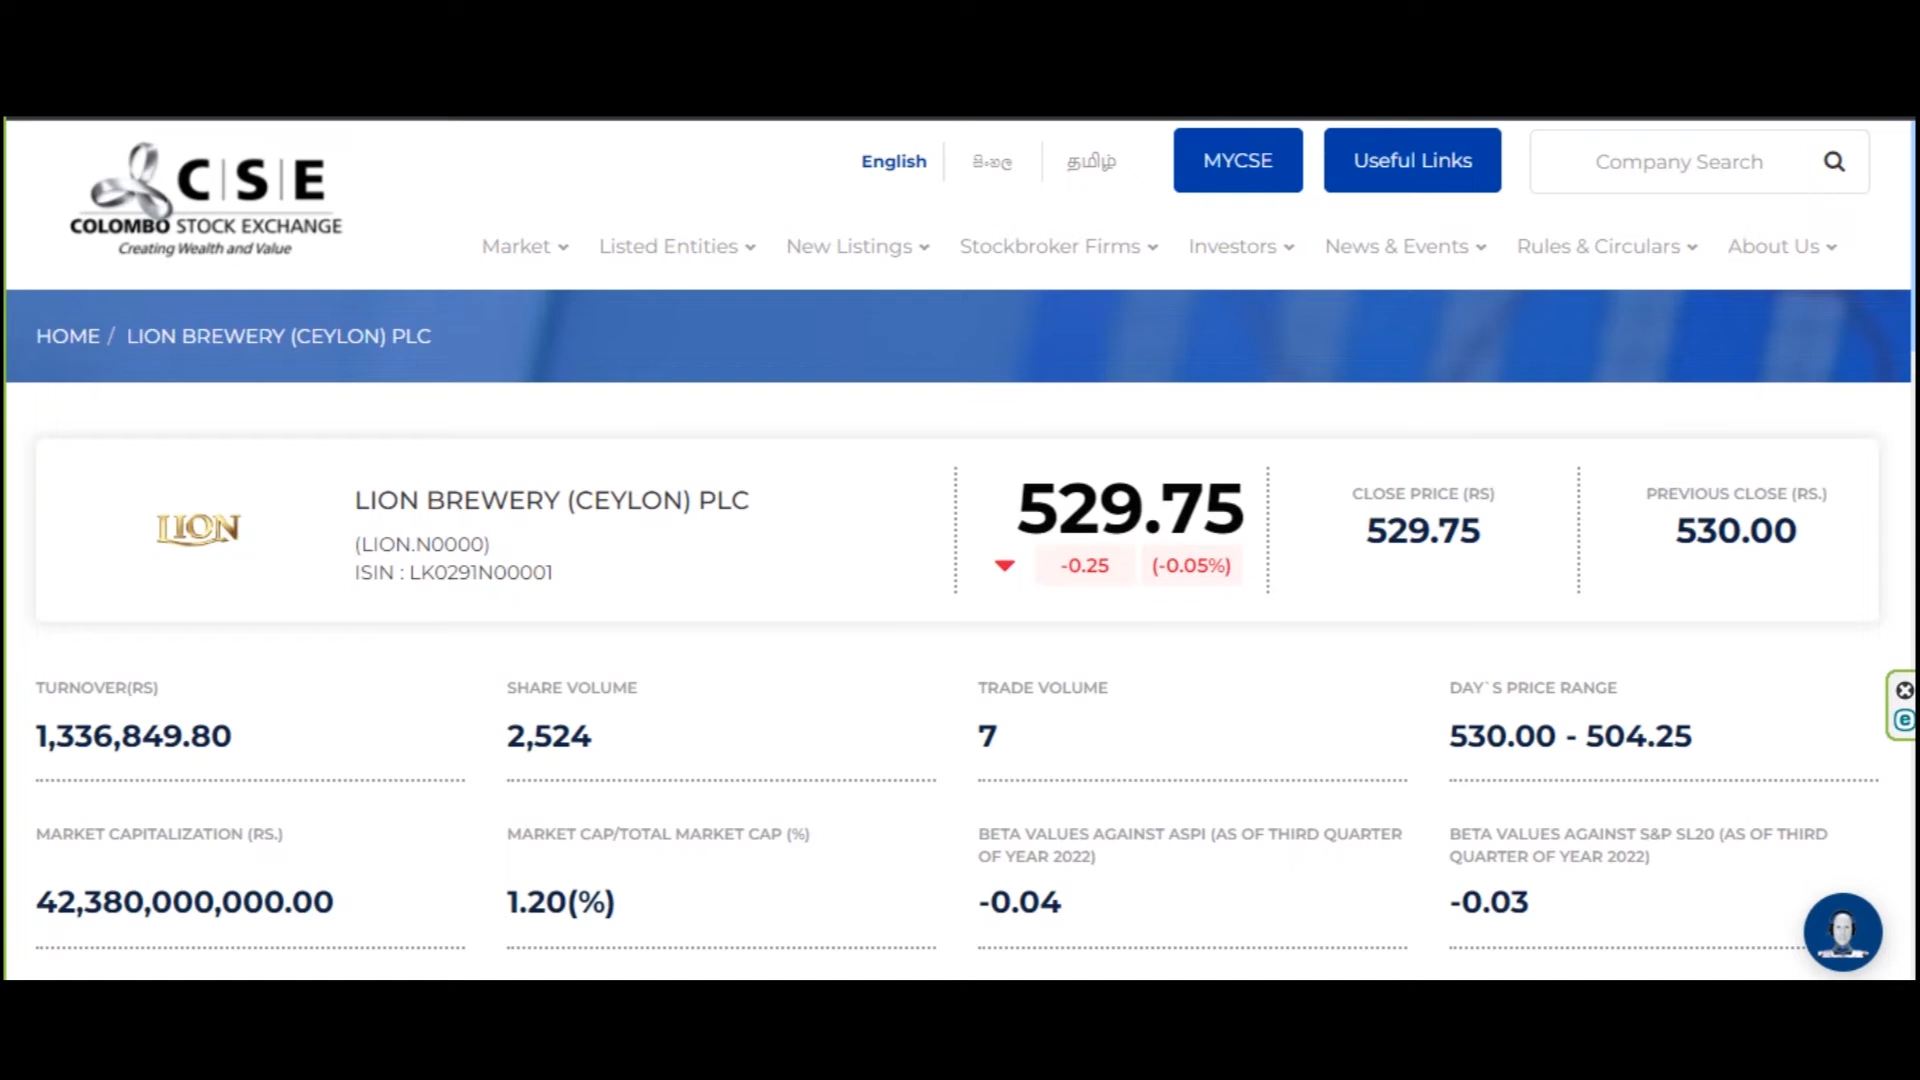 C|S|E
COLOMBO STOCK EXCHANGE
Creating Wealth and Value
English
සිංහල
தமிழ்
MYCSE
Useful Links
Company Search
Market
Listed Entities
New Listings
Stockbroker Firms
Investors
News & Events
Rules & Circulars
About Us
HOME / LION BREWERY (CEYLON) PLC
LION
LION BREWERY (CEYLON) PLC
(LION.N0000)
ISIN : LK0291N00001
529.75
-0.25 (-0.05%)
CLOSE PRICE (RS)
529.75
PREVIOUS CLOSE (RS.)
530.00
TURNOVER(RS)
1,336,849.80
SHARE VOLUME
2,524
TRADE VOLUME
7
DAY`S PRICE RANGE
530.00 - 504.25
MARKET CAPITALIZATION (RS.)
42,380,000,000.00
MARKET CAP/TOTAL MARKET CAP (%)
1.20(%)
BETA VALUES AGAINST ASPI (AS OF THIRD QUARTER
OF YEAR 2022)
-0.04
BETA VALUES AGAINST S&P SL20 (AS OF THIRD
QUARTER OF YEAR 2022)
-0.03